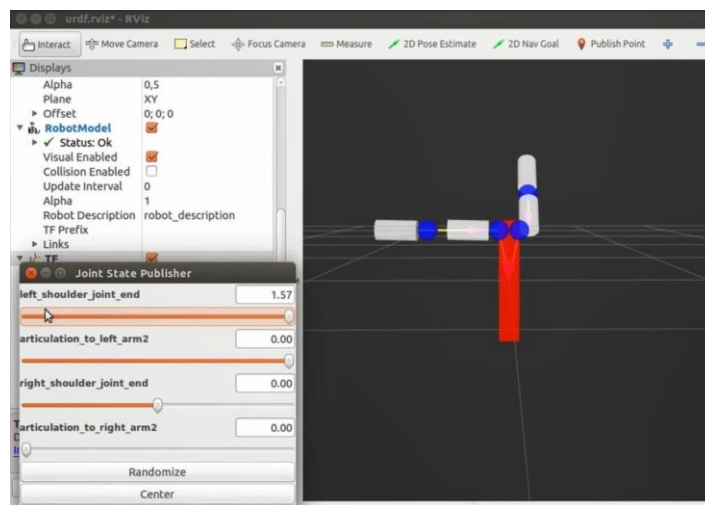 urdf.rviz* - RViz
Interact Move Camera Select Focus Camera Measure 2D Pose Estimate 2D Nav Goal Publish Point
Displays
Alpha 0,5
Plane XY
Offset 0; 0; 0
RobotModel
Status: Ok
Visual Enabled
Collision Enabled
Update Interval 0
Alpha 1
Robot Description robot_description
TF Prefix
Links
TF
Joint State Publisher
left_shoulder_joint_end 1.57
articulation_to_left_arm2 0.00
right_shoulder_joint_end 0.00
articulation_to_right_arm2 0.00
Randomize
Center